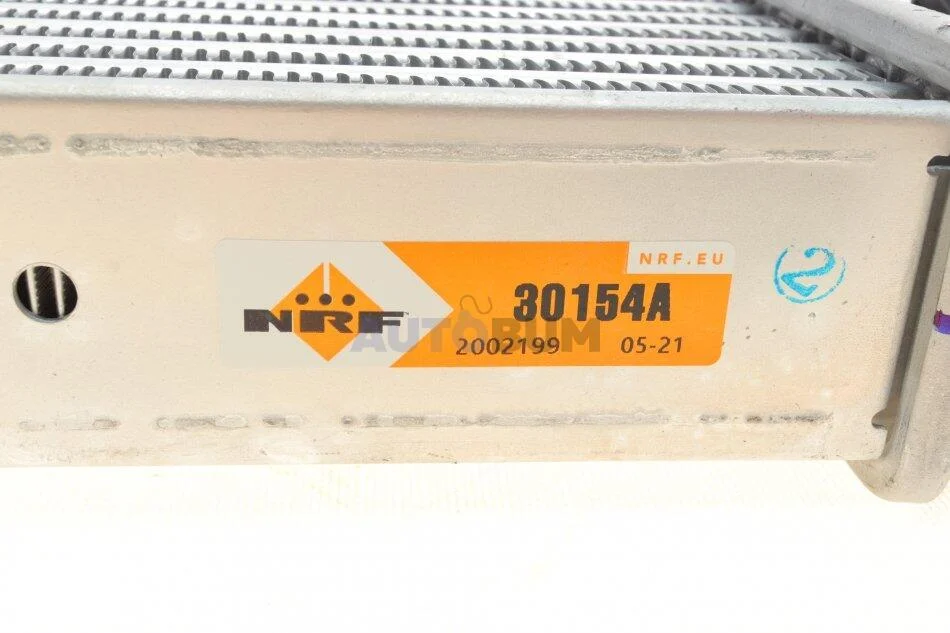 NRF.EU
NRF
30154A
AUTOBUM
2002199 05-21
2